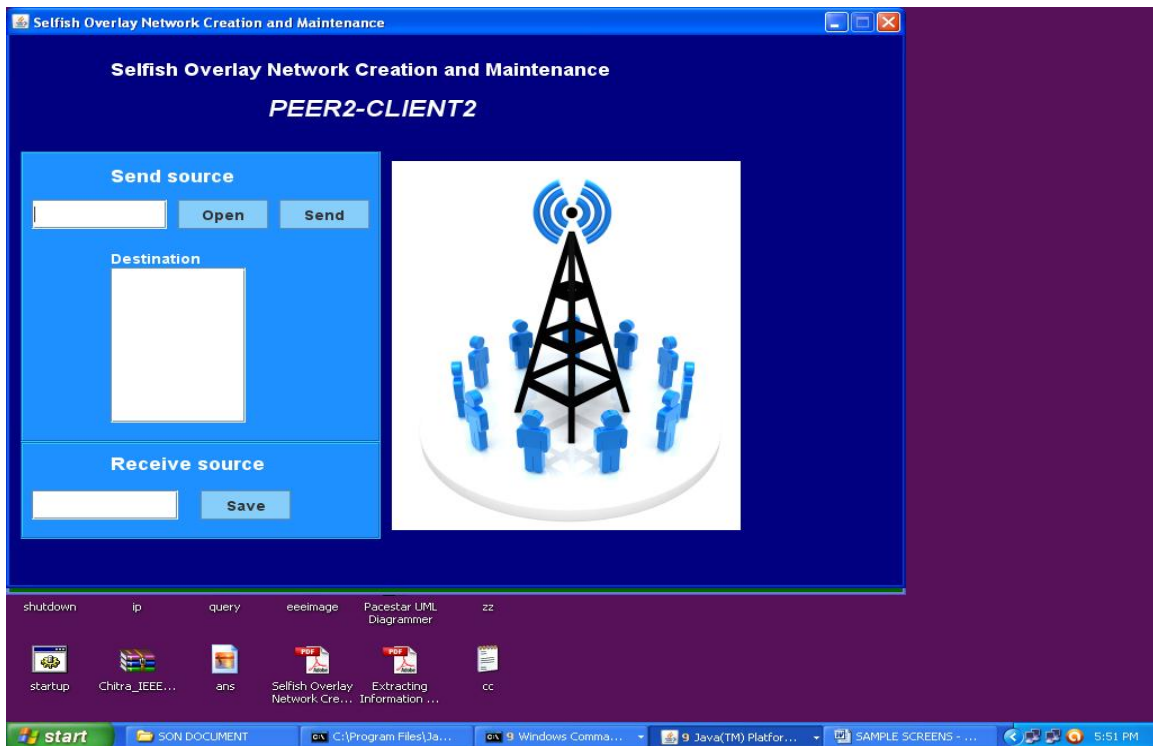 Selfish Overlay Network Creation and Maintenance
Selfish Overlay Network Creation and Maintenance
PEER2-CLIENT2
Send source
Open
Send
Destination
Receive source
Save
shutdown
ip
query
eeeimage
Pacestar UML
Diagrammer
zz
startup
Chitra_IEEE...
ans
Selfish Overlay
Network Cre...
Extracting
Information ...
cc
start
SON DOCUMENT
C:\Program Files\Ja...
9 Windows Comma...
9 Java(TM) Platfor...
SAMPLE SCREENS - ...
5:51 PM